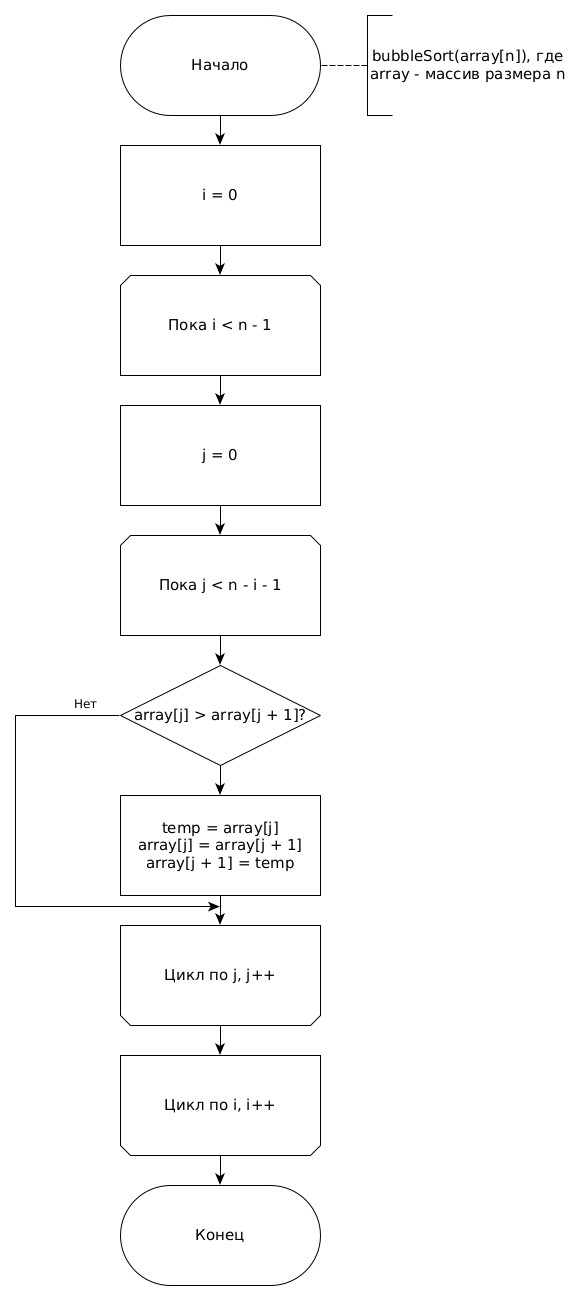 Начало
bubbleSort(array[n]), где
array - массив размера n
i = 0
Пока i < n - 1
j = 0
Пока j < n - i - 1
Нет
array[j] > array[j + 1]?
temp = array[j]
array[j] = array[j + 1]
array[j + 1] = temp
Цикл по j, j++
Цикл по i, i++
Конец